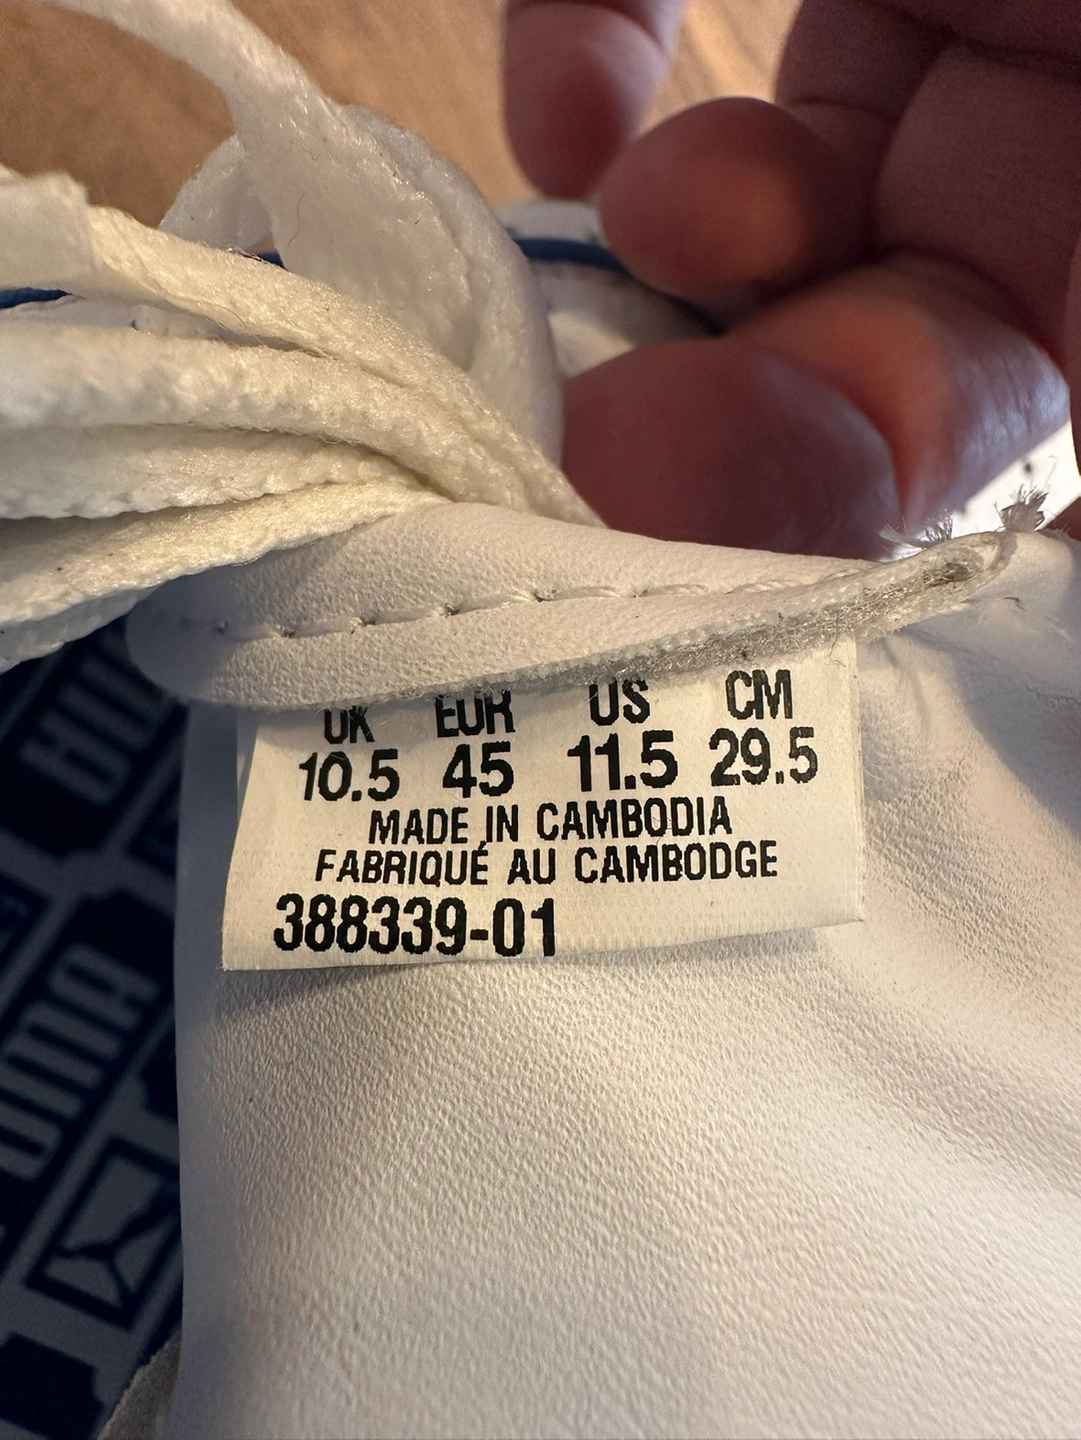 UK EUR US CM
10.5 45 11.5 29.5
MADE IN CAMBODIA
FABRIQUÉ AU CAMBODGE
388339-01
PUMA